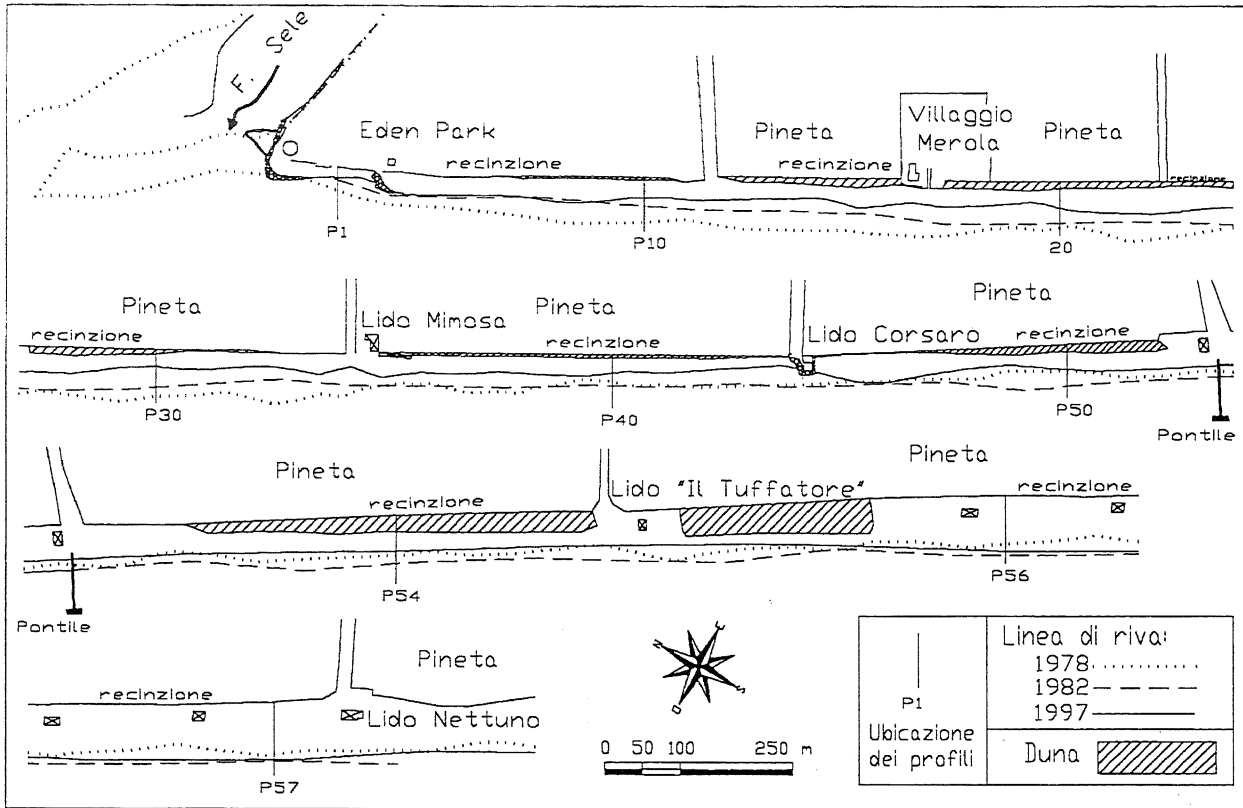 F. Sele
Eden Park
recinzione
Pineta
recinzione
Villaggio
Merola
Pineta
recinzione
P1
P10
20
Pineta
recinzione
Lido Mimosa
Pineta
recinzione
Lido Corsaro
Pineta
recinzione
P30
P40
P50
Pontile
Pineta
recinzione
Lido "Il Tuffatore"
Pineta
recinzione
P54
P56
Pontile
recinzione
Pineta
Lido Nettuno
P57
N
E
S
O
0 50 100 250 m
P1
Ubicazione
dei profili
Linea di riva:
1978
1982
1997
Duna